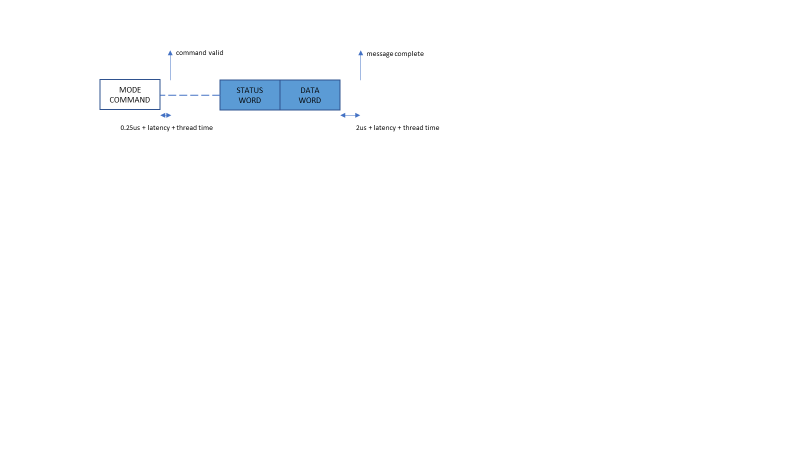 command valid
message complete
MODE
COMMAND
STATUS
WORD
DATA
WORD
0.25us + latency + thread time
2us + latency + thread time